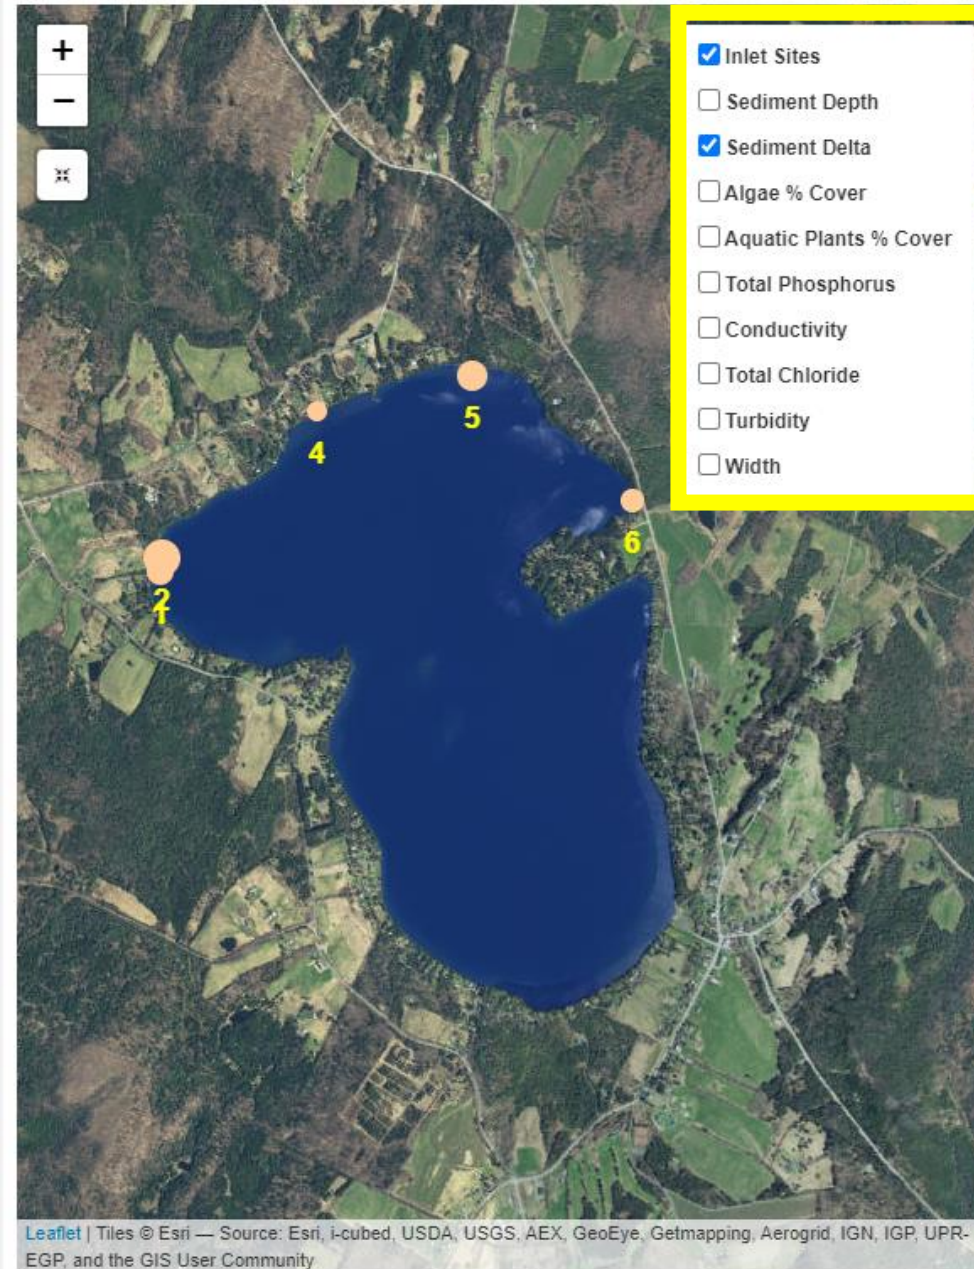 +
−
Inlet Sites
Sediment Depth
Sediment Delta
Algae % Cover
Aquatic Plants % Cover
Total Phosphorus
Conductivity
Total Chloride
Turbidity
Width
5
4
6
2
1
Leaflet | Tiles © Esri — Source: Esri, i-cubed, USDA, USGS, AEX, GeoEye, Getmapping, Aerogrid, IGN, IGP, UPR-
EGP, and the GIS User Community